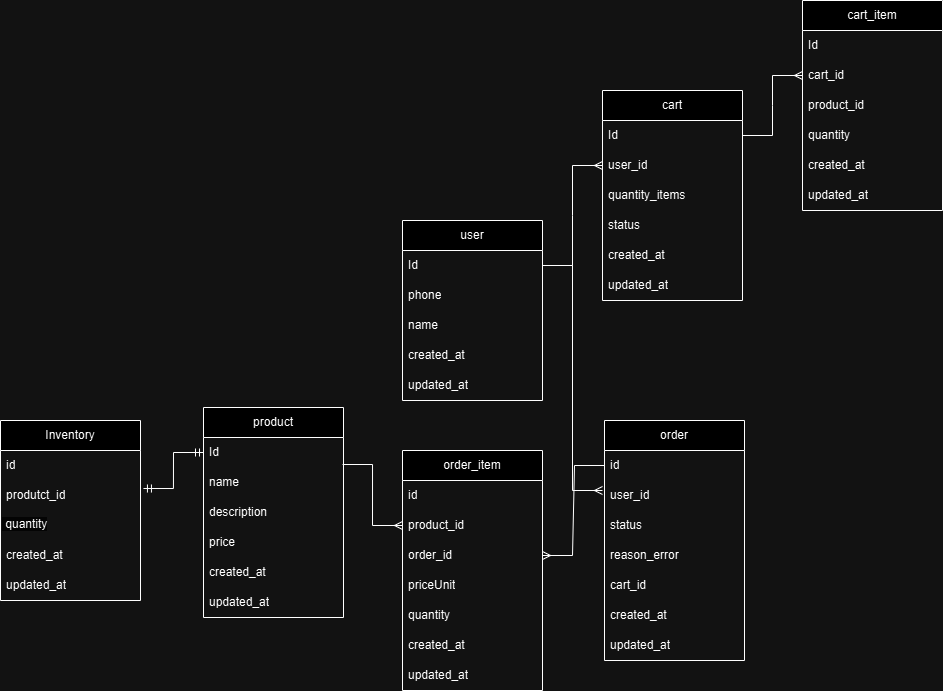 cart_item
Id
cart_id
product_id
quantity
created_at
updated_at
cart
Id
user_id
quantity_items
status
created_at
updated_at
user
Id
phone
name
created_at
updated_at
Inventory
id
produtct_id
quantity
created_at
updated_at
product
Id
name
description
price
created_at
updated_at
order_item
id
product_id
order_id
priceUnit
quantity
created_at
updated_at
order
id
user_id
status
reason_error
cart_id
created_at
updated_at